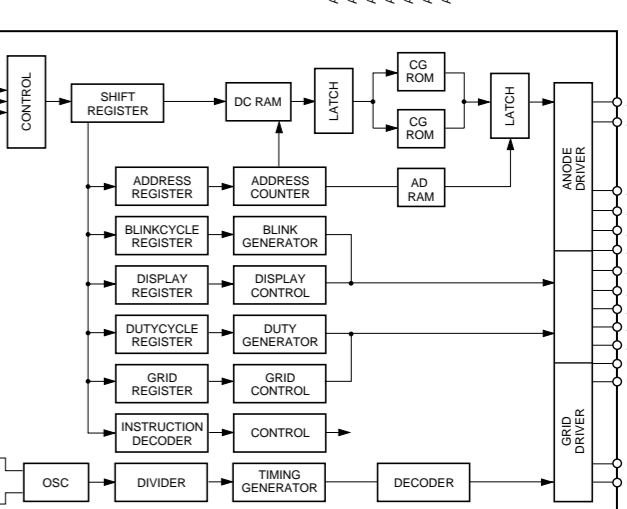 CONTROL
SHIFT
REGISTER
DC RAM
LATCH
CG
ROM
CG
ROM
LATCH
ANODE
DRIVER
ADDRESS
REGISTER
ADDRESS
COUNTER
AD
RAM
BLINKCYCLE
REGISTER
BLINK
GENERATOR
DISPLAY
REGISTER
DISPLAY
CONTROL
DUTYCYCLE
REGISTER
DUTY
GENERATOR
GRID
REGISTER
GRID
CONTROL
INSTRUCTION
DECODER
CONTROL
GRID
DRIVER
OSC
DIVIDER
TIMING
GENERATOR
DECODER